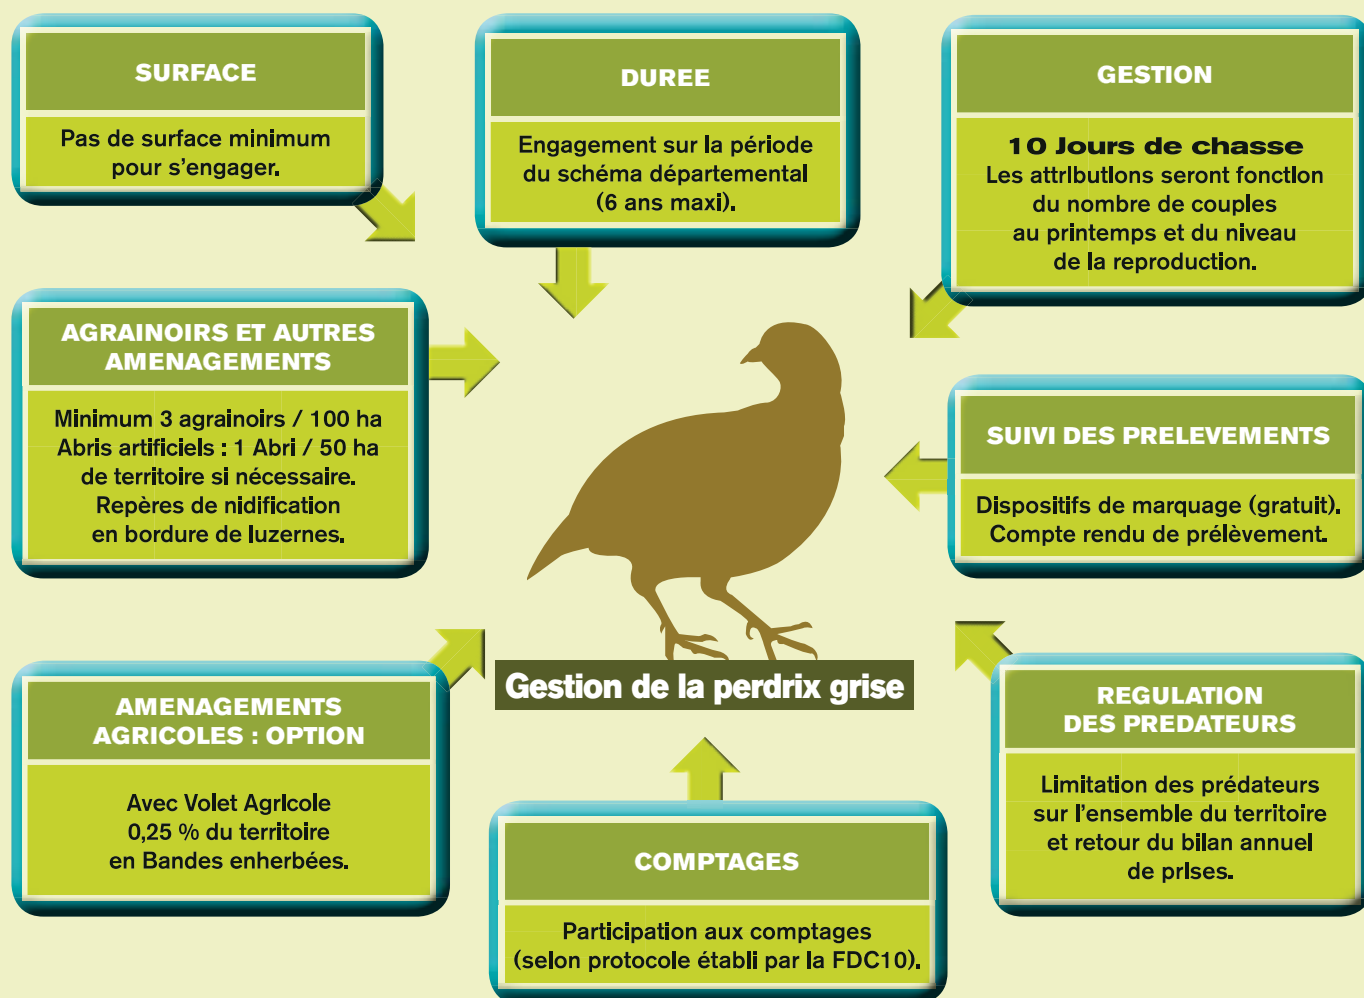 SURFACE
Pas de surface minimum
pour s'engager.
DUREE
Engagement sur la période
du schéma départemental
(6 ans maxi).
GESTION
10 Jours de chasse
Les attributions seront fonction
du nombre de couples
au printemps et du niveau
de la reproduction.
AGRAINOIRS ET AUTRES
AMENAGEMENTS
Minimum 3 agrainoirs / 100 ha
Abris artificiels : 1 Abri / 50 ha
de territoire si nécessaire.
Repères de nidification
en bordure de luzernes.
SUIVI DES PRELEVEMENTS
Dispositifs de marquage (gratuit).
Compte rendu de prélèvement.
Gestion de la perdrix grise
AMENAGEMENTS
AGRICOLES : OPTION
Avec Volet Agricole
0,25 % du territoire
en Bandes enherbées.
COMPTAGES
Participation aux comptages
(selon protocole établi par la FDC10).
REGULATION
DES PREDATEURS
Limitation des prédateurs
sur l'ensemble du territoire
et retour du bilan annuel
de prises.